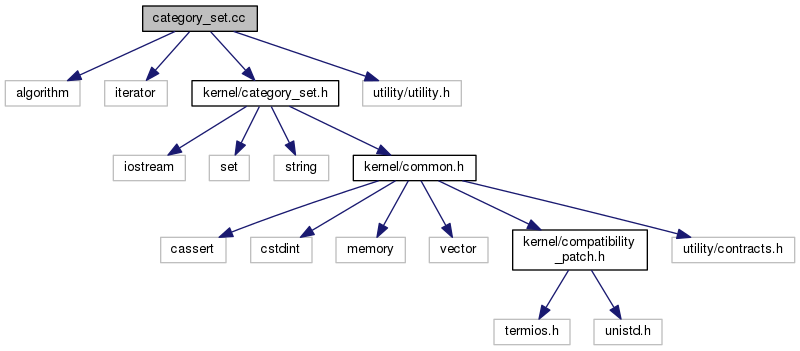 category_set.cc
algorithm
iterator
kernel/category_set.h
utility/utility.h
iostream
set
string
kernel/common.h
cassert
cstdint
memory
vector
kernel/compatibility
_patch.h
utility/contracts.h
termios.h
unistd.h